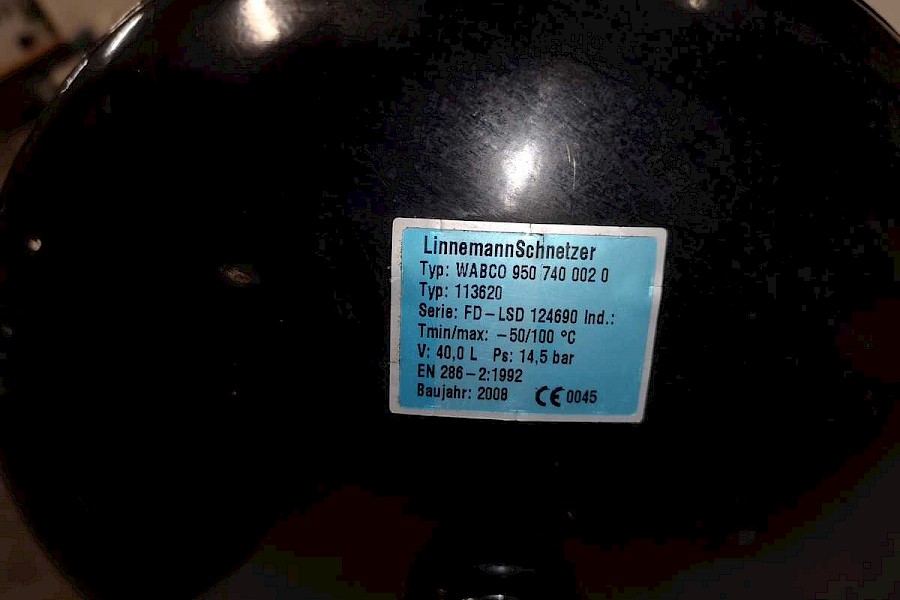 LinnemannSchnetzer
Typ: WABCO 950 740 002 0
Typ: 113620
Serie: FD-LSD 124690 Ind.:
Tmin/max: -50/100 °C
V: 40,0 L Ps: 14,5 bar
EN 286-2:1992
Baujahr: 2008 CE 0045